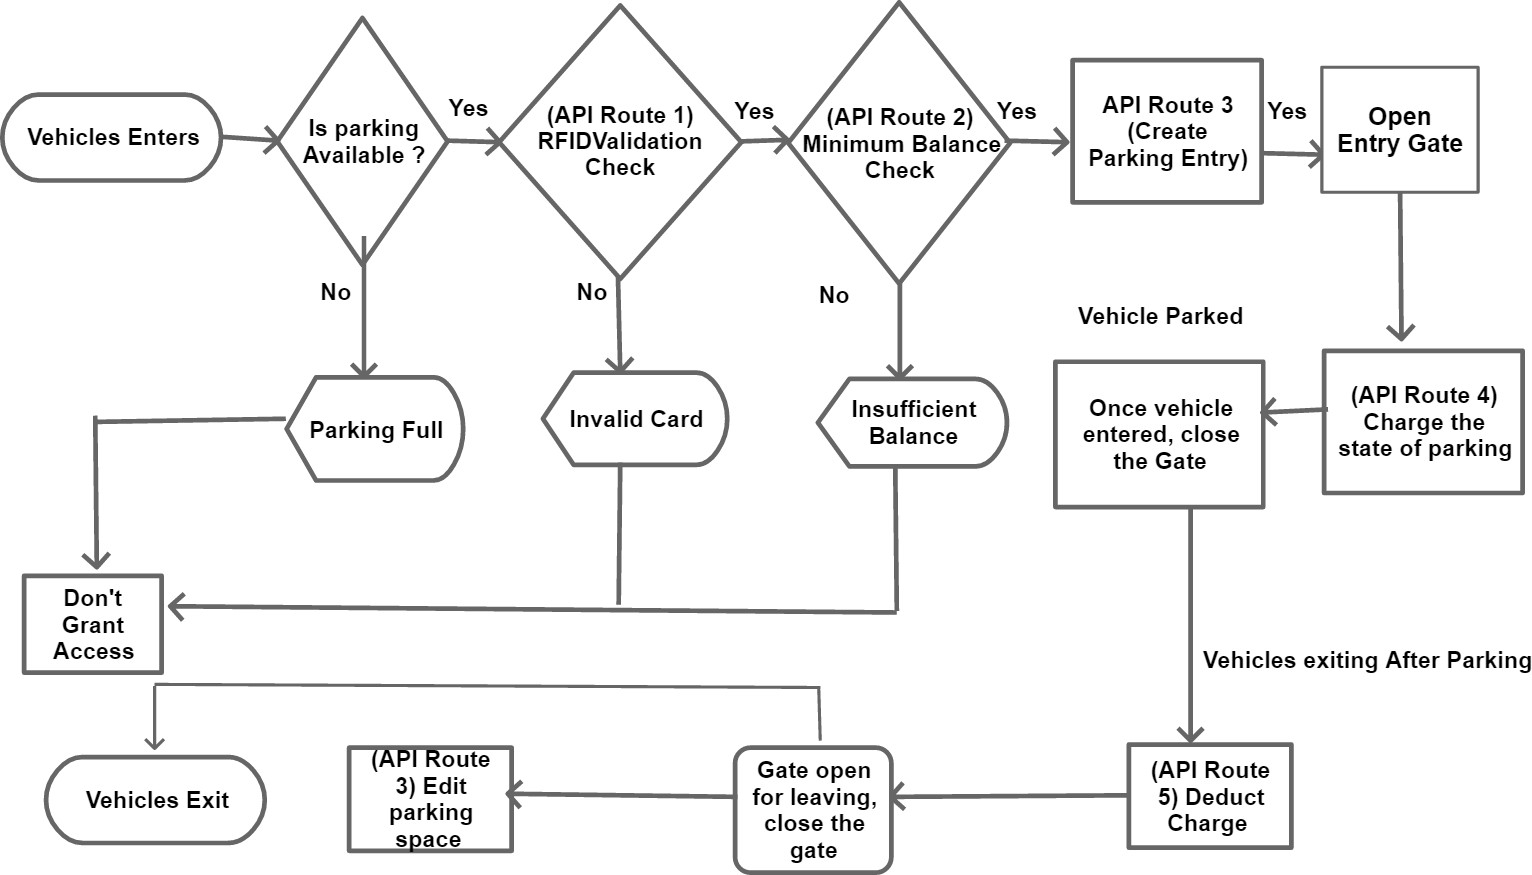 Vehicles Enters
Is parking
Available ?
Yes
(API Route 1)
RFIDValidation
Check
Yes
(API Route 2)
Minimum Balance
Check
Yes
API Route 3
(Create
Parking Entry)
Yes
Open
Entry Gate
No
No
No
Vehicle Parked
Parking Full
Invalid Card
Insufficient
Balance
Once vehicle
entered, close
the Gate
(API Route 4)
Charge the
state of parking
Don't
Grant
Access
Vehicles exiting After Parking
Vehicles Exit
(API Route
3) Edit
parking
space
Gate open
for leaving,
close the
gate
(API Route
5) Deduct
Charge